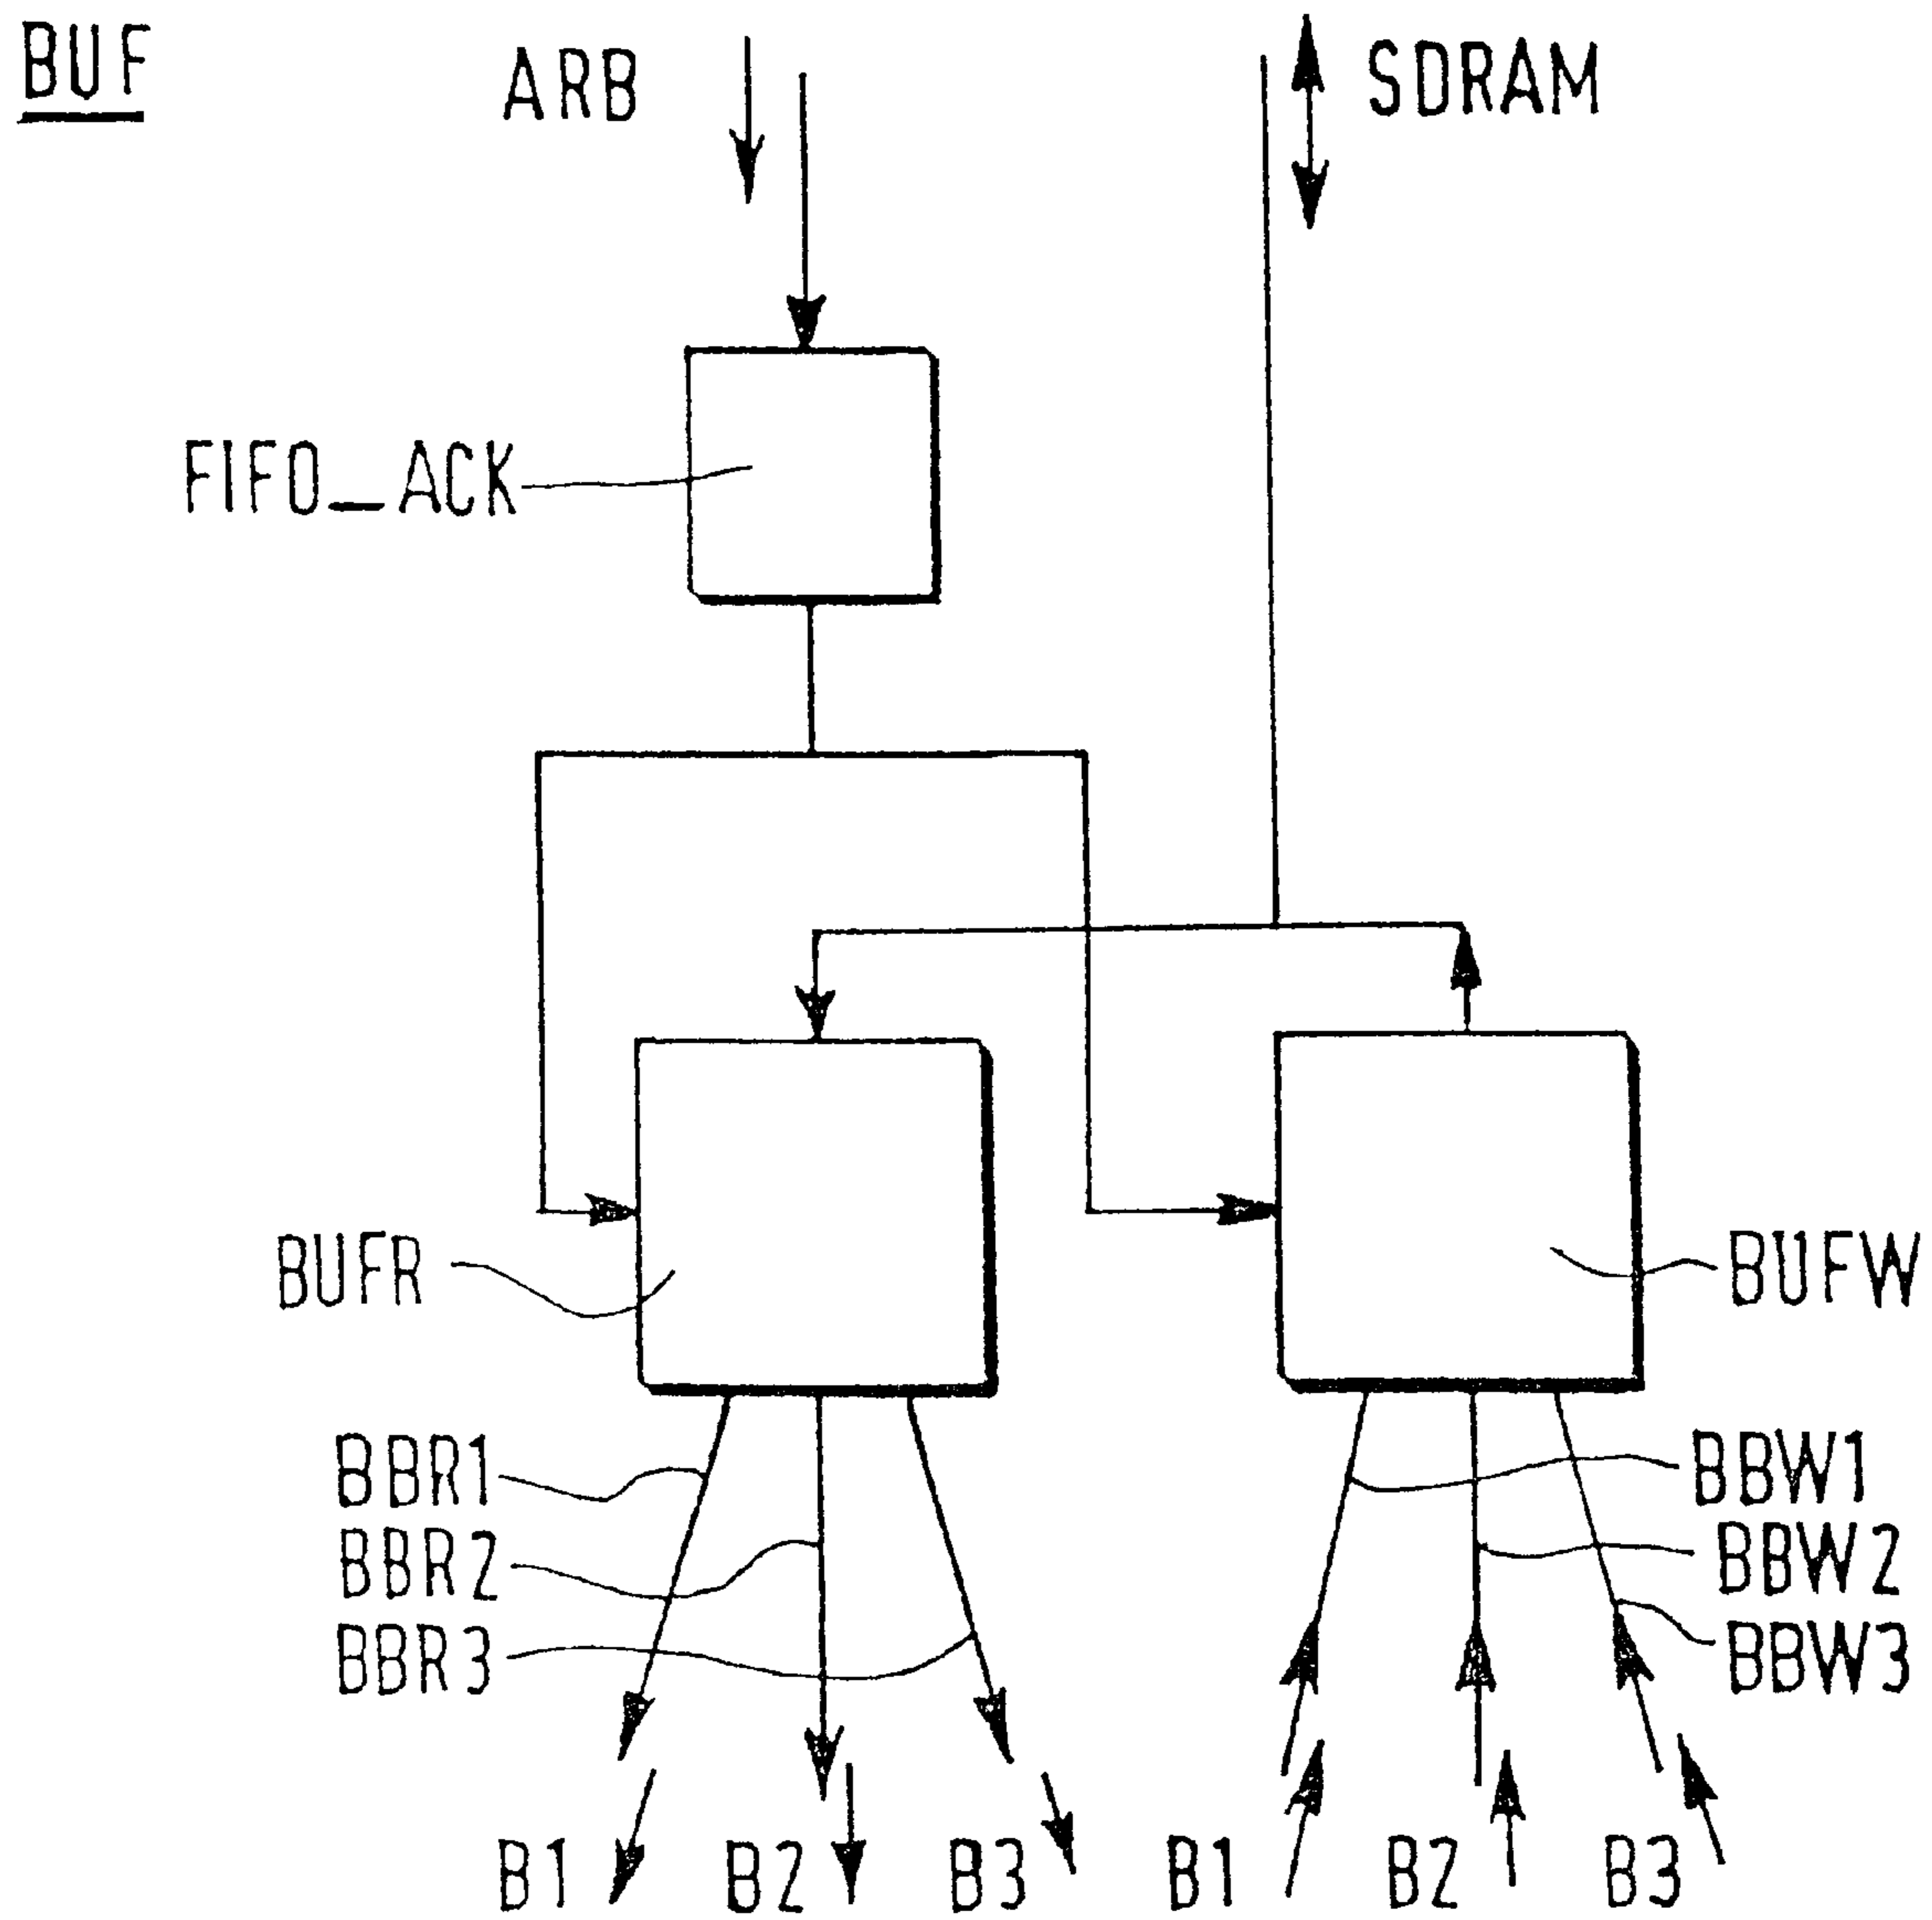 BUF
ARB
SDRAM
FIFO_ACK
BUFR
BUFW
BBR1
BBW1
BBR2
BBW2
BBR3
BBW3
B1 B2 B3 B1 B2 B3